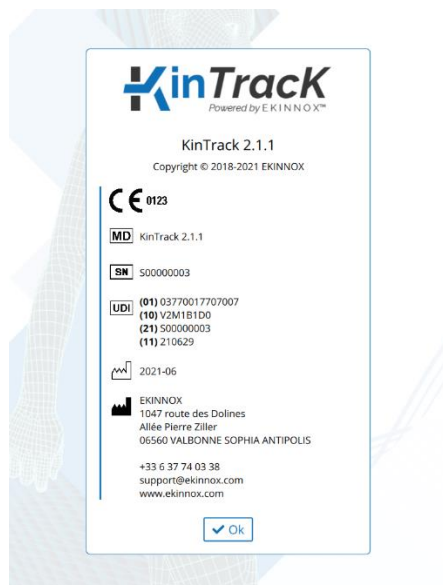 KinTracK
Powered by EKINNOX™
KinTrack 2.1.1
Copyright © 2018-2021 EKINNOX
CE 0123
MD KinTrack 2.1.1
SN S00000003
UDI (01) 03770017707007
(10) V2M1B1D0
(21) S00000003
(11) 210629
2021-06
EKINNOX
1047 route des Dolines
Allée Pierre Ziller
06560 VALBONNE SOPHIA ANTIPOLIS
+33 6 37 74 03 38
support@ekinnox.com
www.ekinnox.com
Ok